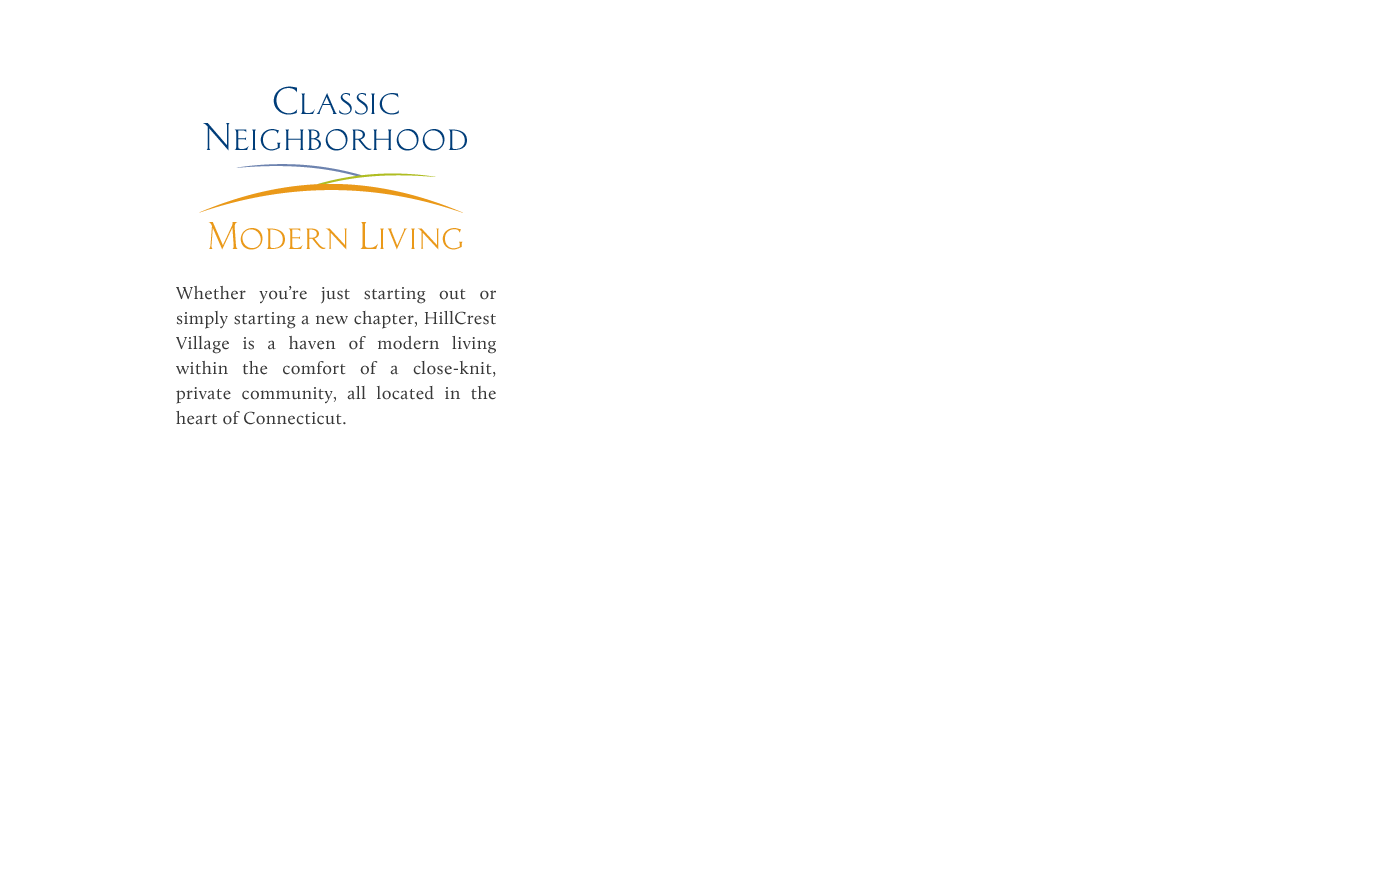 Classic
Neighborhood
Modern Living
Whether you’re just starting out or
simply starting a new chapter, HillCrest
Village is a haven of modern living
within the comfort of a close-knit,
private community, all located in the
heart of Connecticut.